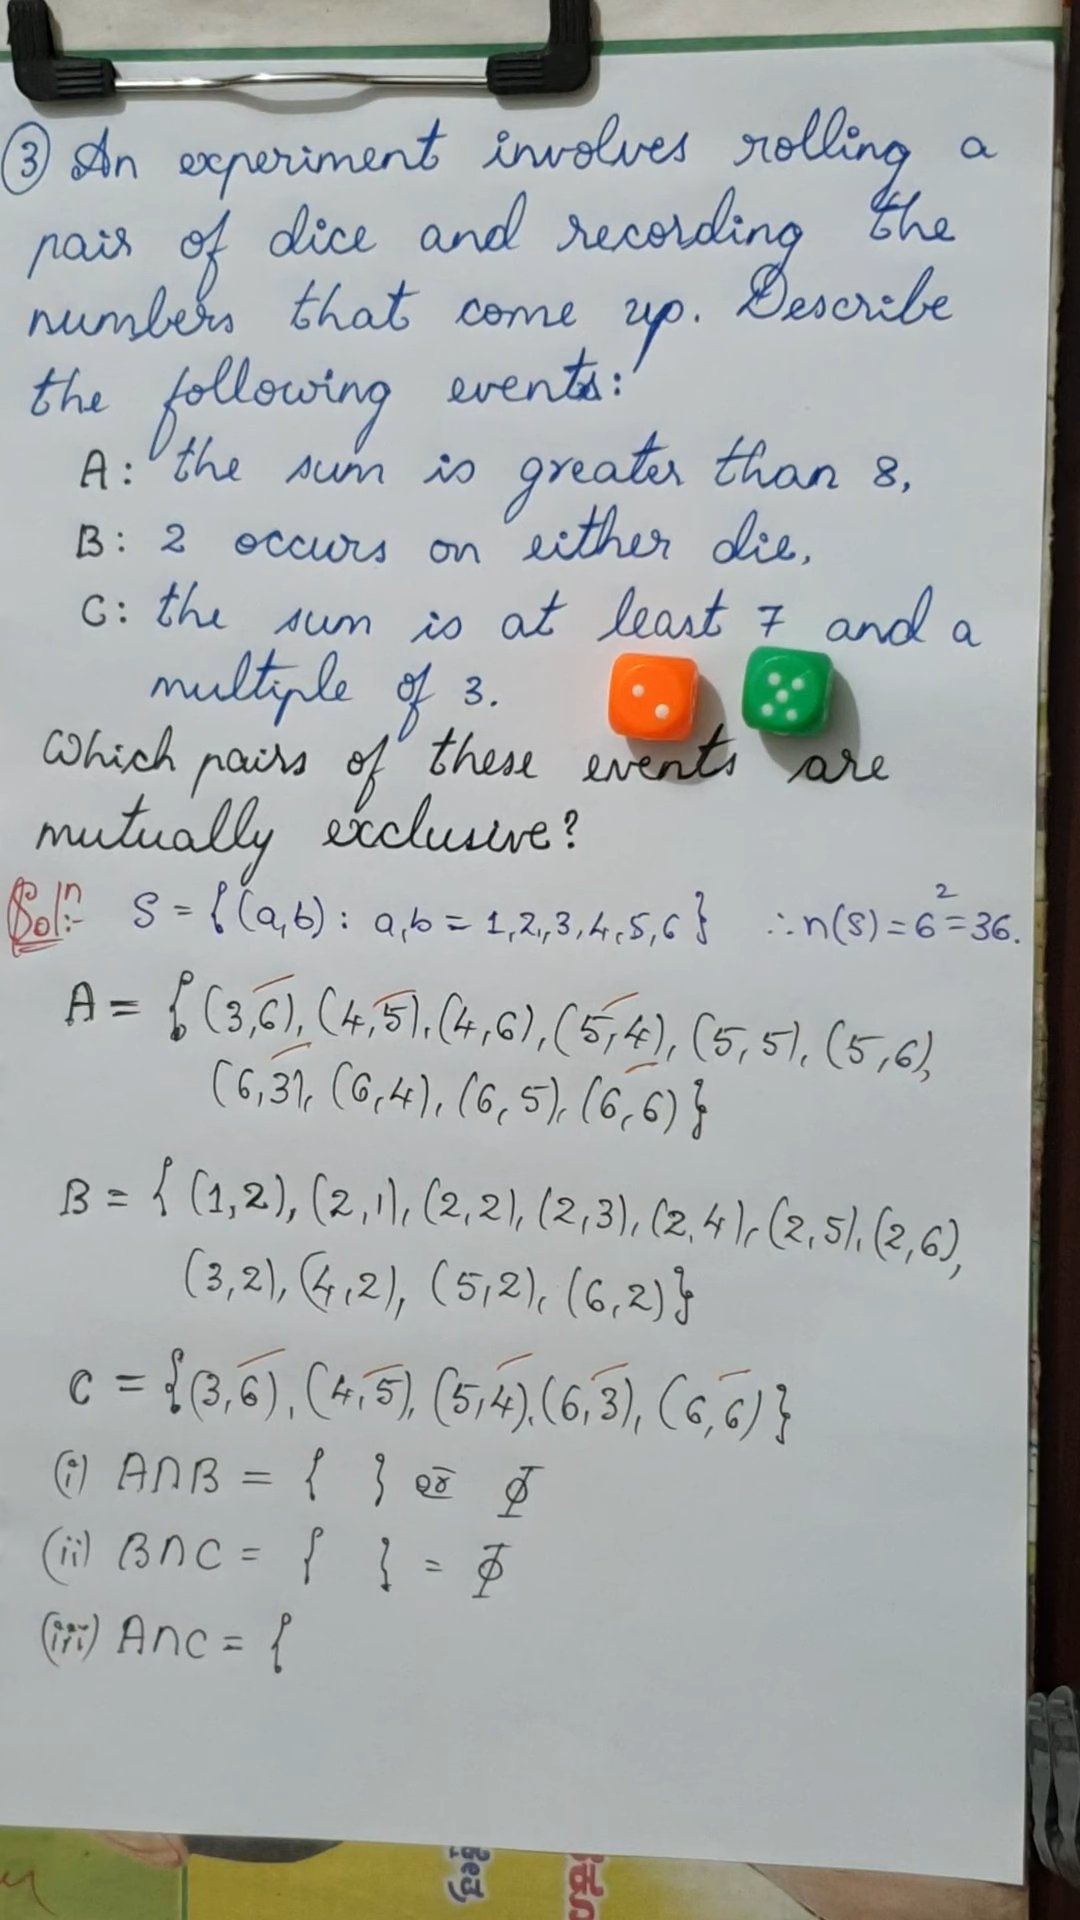 ③ An experiment involves rolling a
pair of dice and recording the
numbers that come up. Describe
the following events:
A: the sum is greater than 8,
B: 2 occurs on either die,
C: the sum is at least 7 and a
multiple of 3.
Which pairs of these events are
mutually exclusive?
Solⁿ:- S = {(a,b) : a,b = 1,2,3,4,5,6} ∴n(S) = 6² = 36.
A = {(3,6), (4,5), (4,6), (5,4), (5,5), (5,6),
(6,3), (6,4), (6,5), (6,6)}
B = {(1,2), (2,1), (2,2), (2,3), (2,4), (2,5), (2,6),
(3,2), (4,2), (5,2), (6,2)}
C = {(3,6), (4,5), (5,4), (6,3), (6,6)}
(i) A∩B = { } or Φ
(ii) B∩C = { } = Φ
(iii) A∩C = {